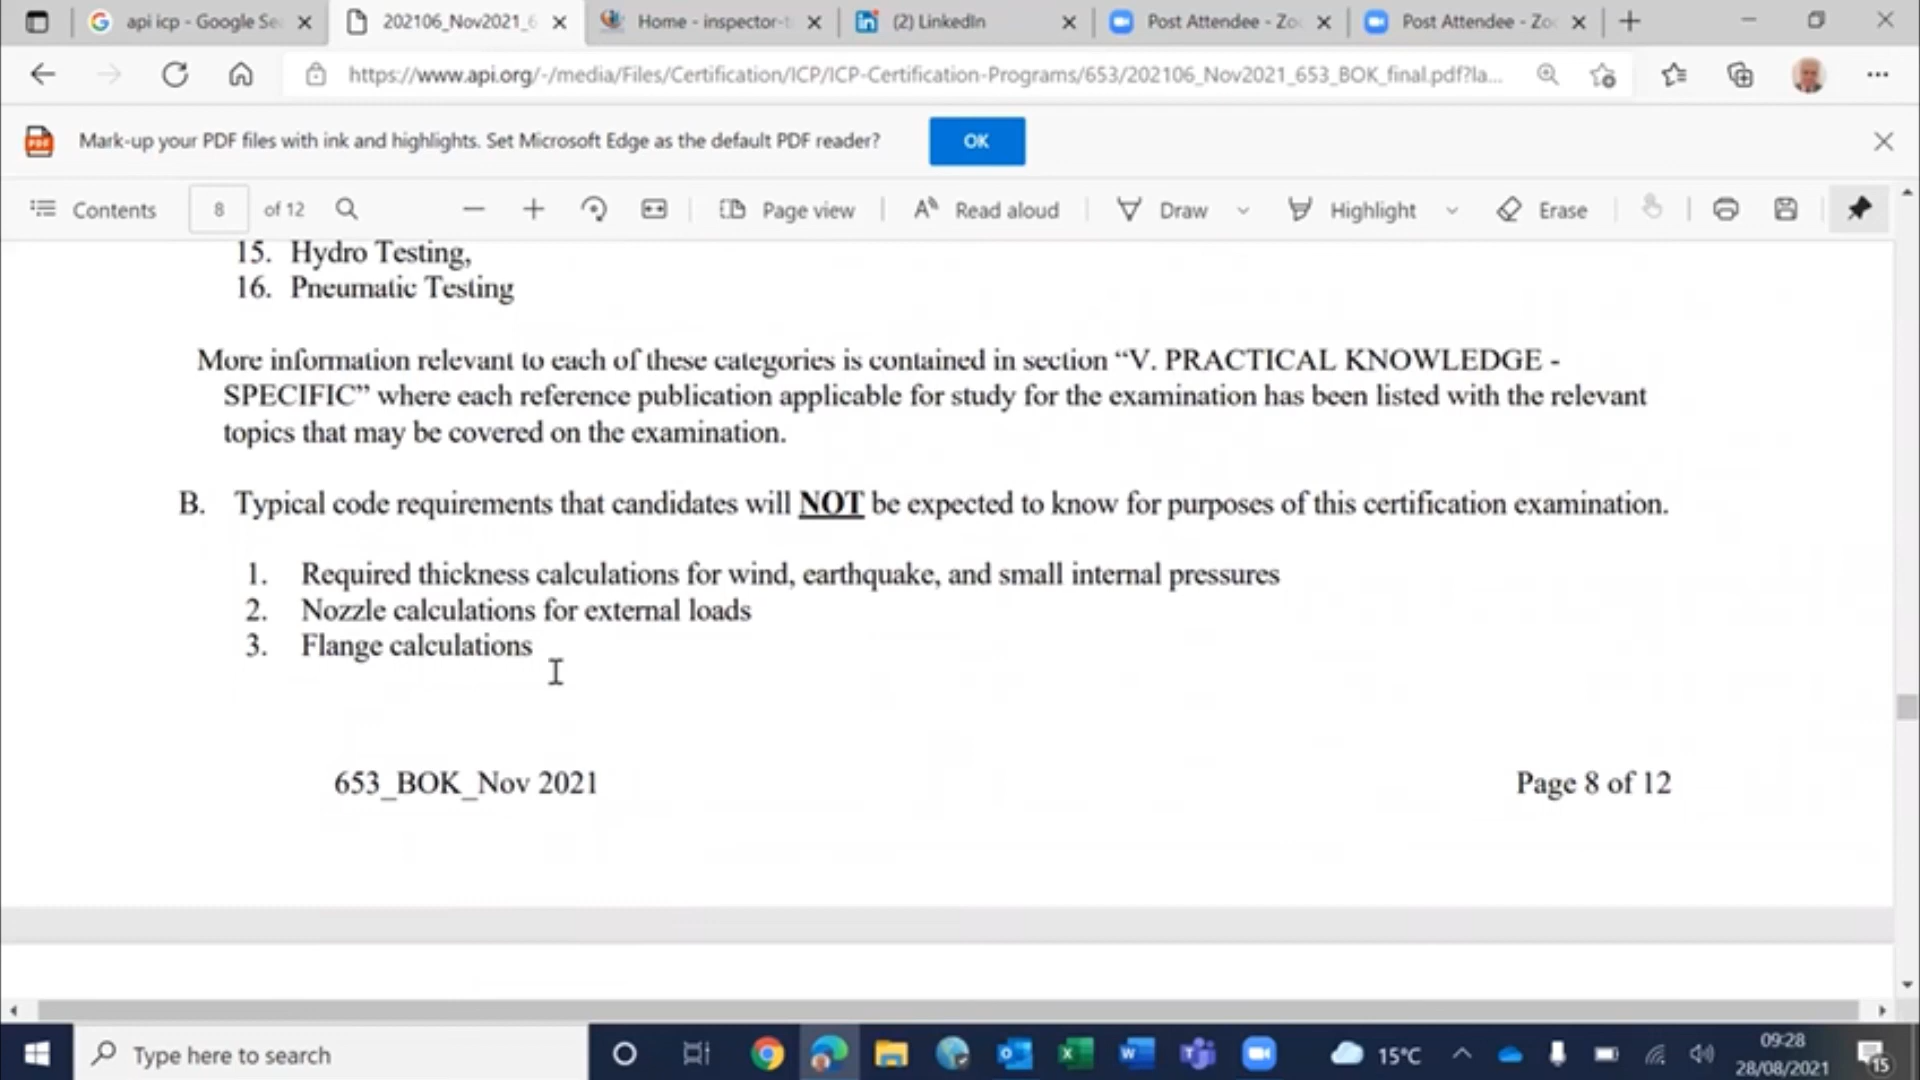 api icp - Google Se
202106_Nov2021_6
Home - inspector-t
(2) LinkedIn
Post Attendee - Zoo
Post Attendee - Zoo
https://www.api.org/-/media/Files/Certification/ICP/ICP-Certification-Programs/653/202106_Nov2021_653_BOK_final.pdf?la...
Mark-up your PDF files with ink and highlights. Set Microsoft Edge as the default PDF reader?
OK
Contents
8 of 12
Page view
Read aloud
Draw
Highlight
Erase
15. Hydro Testing,
16. Pneumatic Testing
More information relevant to each of these categories is contained in section “V. PRACTICAL KNOWLEDGE -
SPECIFIC” where each reference publication applicable for study for the examination has been listed with the relevant
topics that may be covered on the examination.
B. Typical code requirements that candidates will NOT be expected to know for purposes of this certification examination.
1. Required thickness calculations for wind, earthquake, and small internal pressures
2. Nozzle calculations for external loads
3. Flange calculations
653_BOK_Nov 2021
Page 8 of 12
Type here to search
15°C
09:28
28/08/2021
15